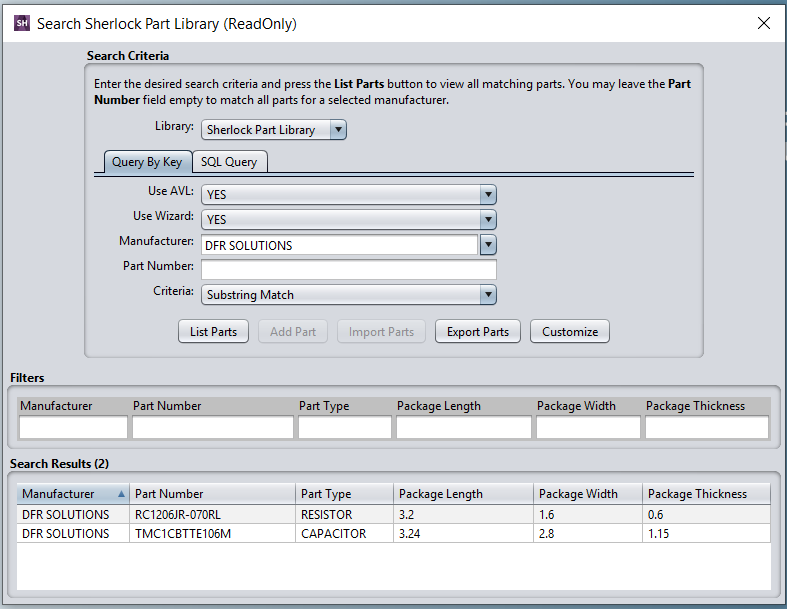 SH Search Sherlock Part Library (ReadOnly)
Search Criteria
Enter the desired search criteria and press the List Parts button to view all matching parts. You may leave the Part
Number field empty to match all parts for a selected manufacturer.
Library: Sherlock Part Library
Query By Key SQL Query
Use AVL: YES
Use Wizard: YES
Manufacturer: DFR SOLUTIONS
Part Number:
Criteria: Substring Match
List Parts Add Part Import Parts Export Parts Customize
Filters
Manufacturer Part Number Part Type Package Length Package Width Package Thickness
Search Results (2)
Manufacturer Part Number Part Type Package Length Package Width Package Thickness
DFR SOLUTIONS RC1206JR-070RL RESISTOR 3.2 1.6 0.6
DFR SOLUTIONS TMC1CBTTE106M CAPACITOR 3.24 2.8 1.15